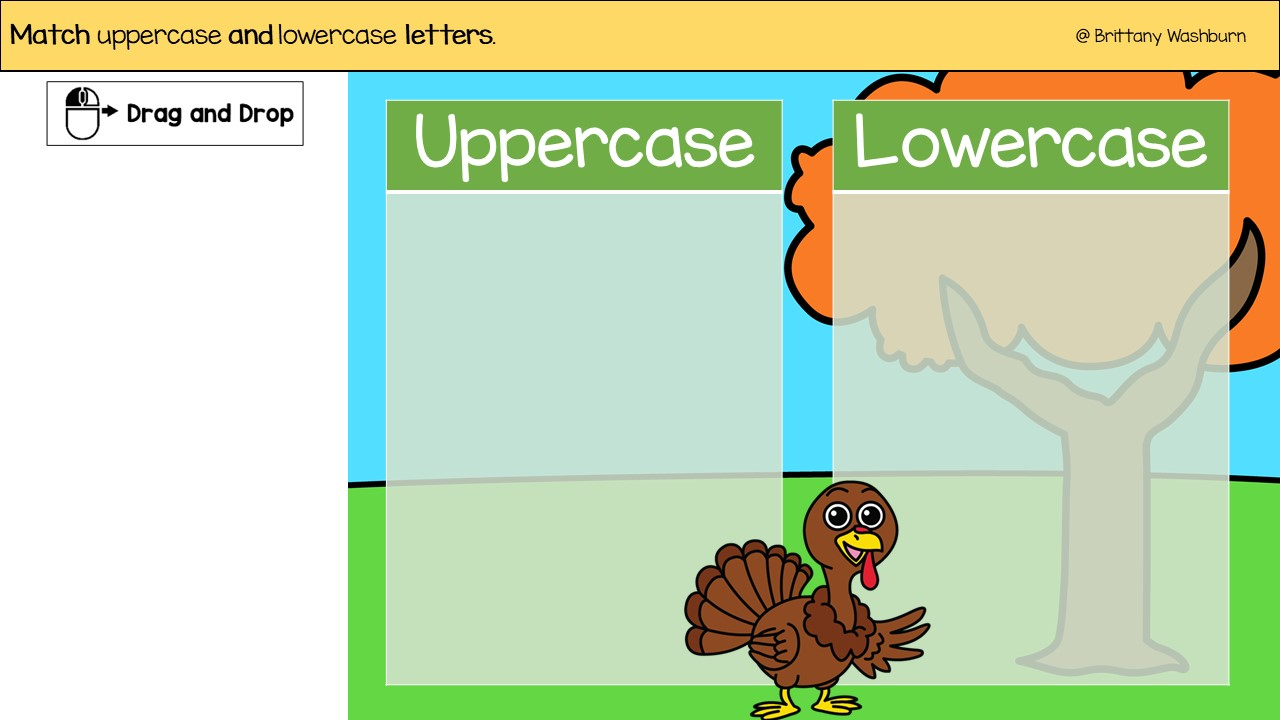 Match uppercase and lowercase letters.
@ Brittany Washburn
Drag and Drop
Uppercase
Lowercase